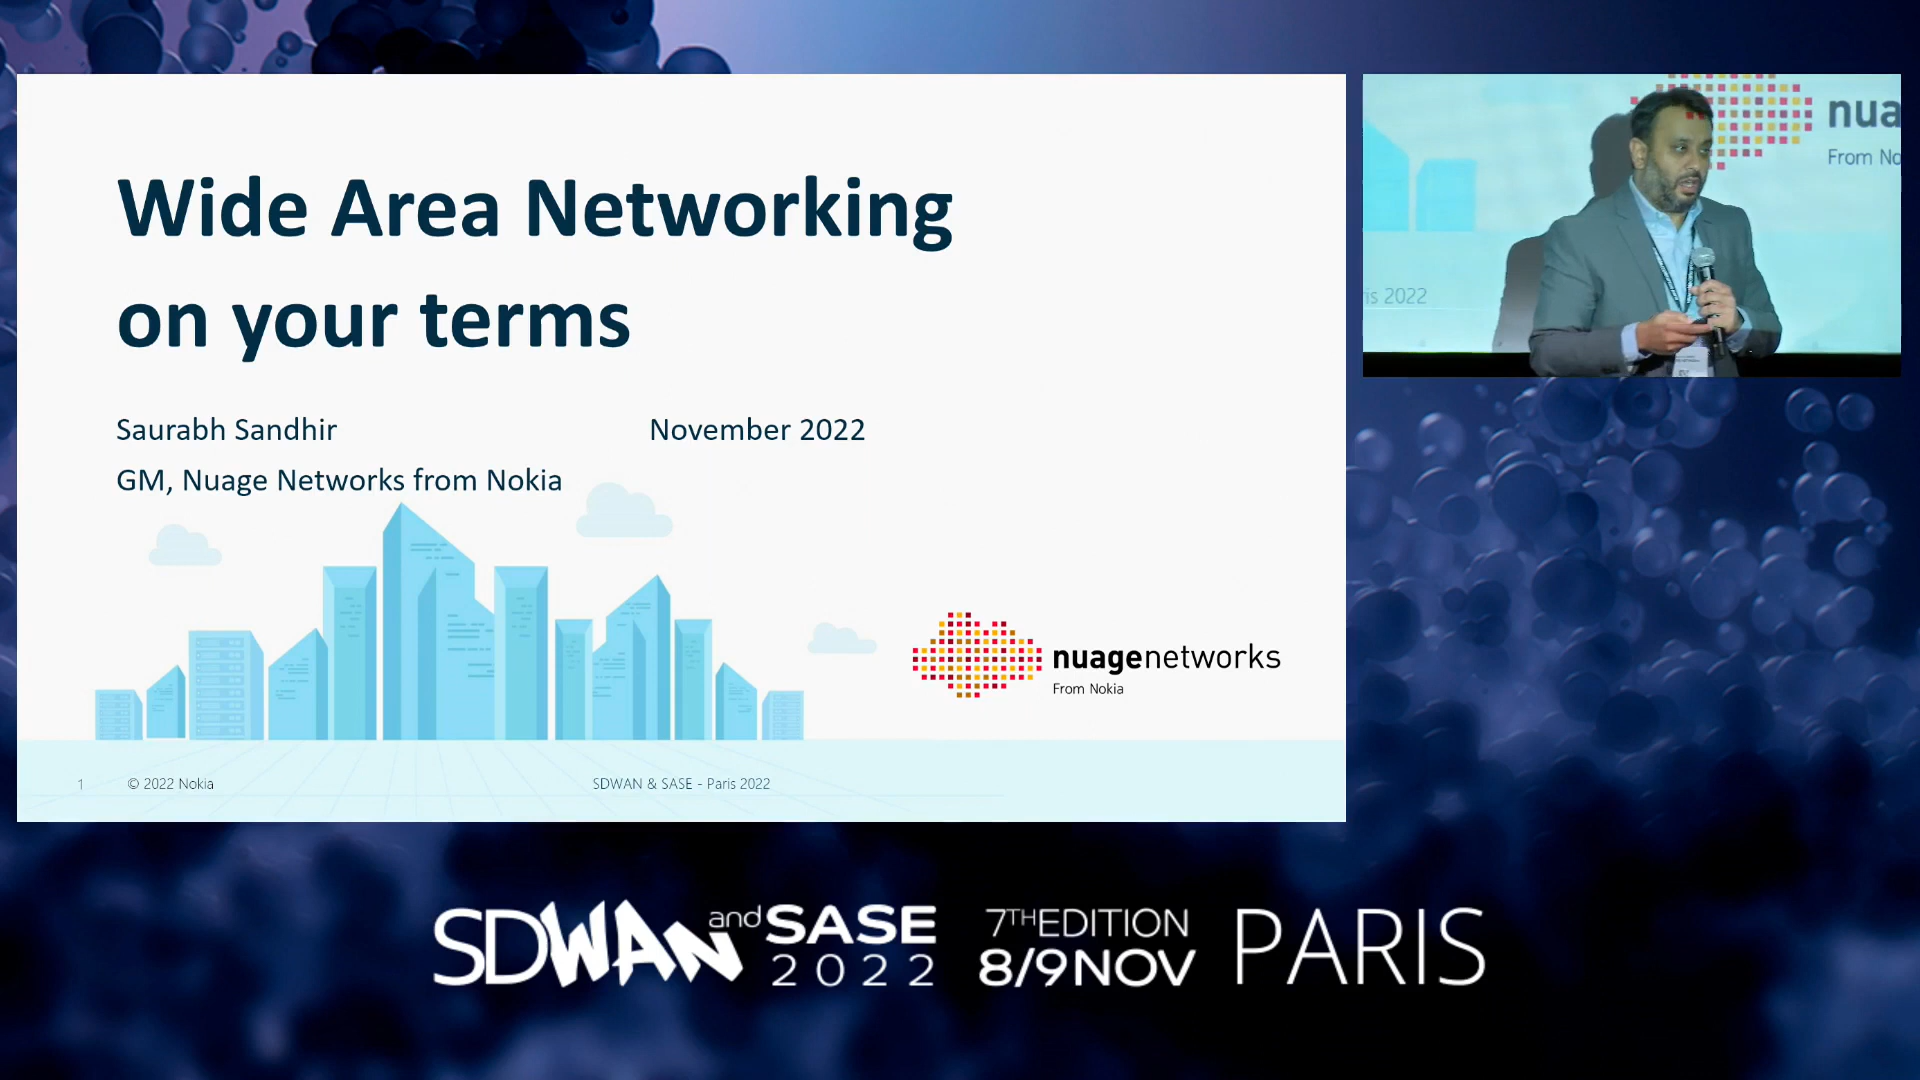 Wide Area Networking
on your terms
Saurabh Sandhir
November 2022
GM, Nuage Networks from Nokia
nuagenetworks
From Nokia
1
© 2022 Nokia
SDWAN & SASE - Paris 2022
nua
From No
is 2022
SDWAN and SASE 2022
7TH EDITION
8/9NOV
PARIS